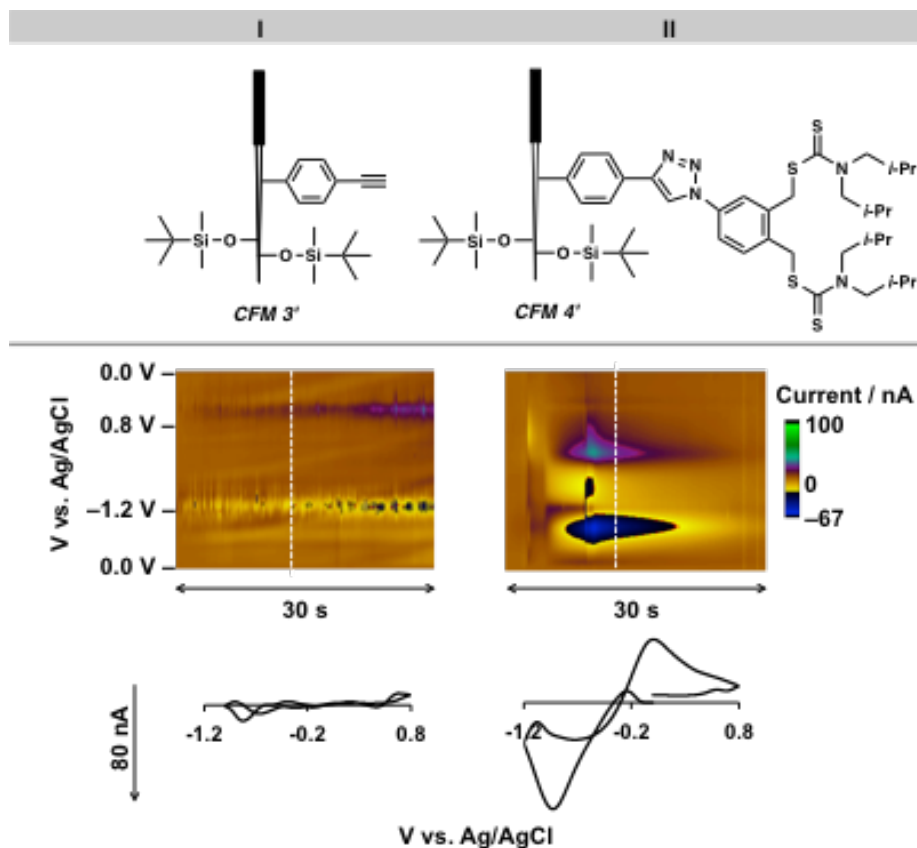 I II
S
N
i-Pr
N=N
N
S
i-Pr
Si–O
O–Si
Si–O
O–Si
i-Pr
S
N
i-Pr
S
CFM 3'
CFM 4'
V vs. Ag/AgCl
0.0 V
0.8 V
–1.2 V
0.0 V
Current / nA
100
0
–67
30 s
30 s
80 nA
-1.2
-0.2
0.8
-1.2
-0.2
0.8
V vs. Ag/AgCl